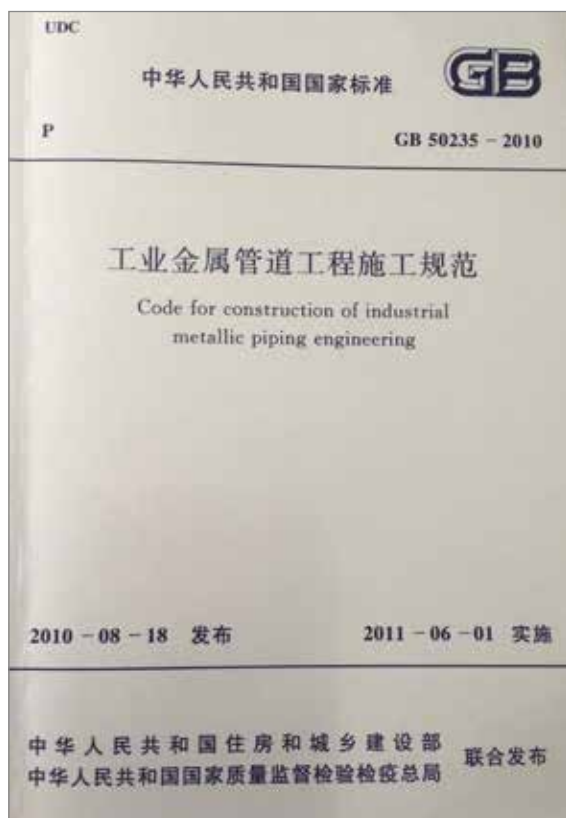 UDC
中华人民共和国国家标准
GB
P
GB 50235－2010
工业金属管道工程施工规范
Code for construction of industrial
metallic piping engineering
2010－08－18 发布
2011－06－01 实施
中华人民共和国住房和城乡建设部
中华人民共和国国家质量监督检验检疫总局
联合发布